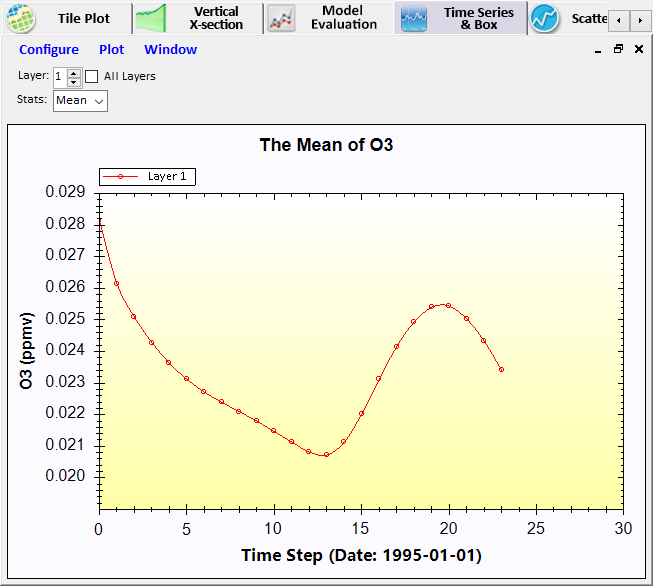 Tile Plot
Vertical
X-section
Model
Evaluation
Time Series
& Box
Scatte
Configure Plot Window
Layer: 1 All Layers
Stats: Mean
The Mean of O3
Layer 1
0.029
0.028
0.027
0.026
0.025
0.024
0.023
0.022
0.021
0.020
O3 (ppmv)
0 5 10 15 20 25 30
Time Step (Date: 1995-01-01)